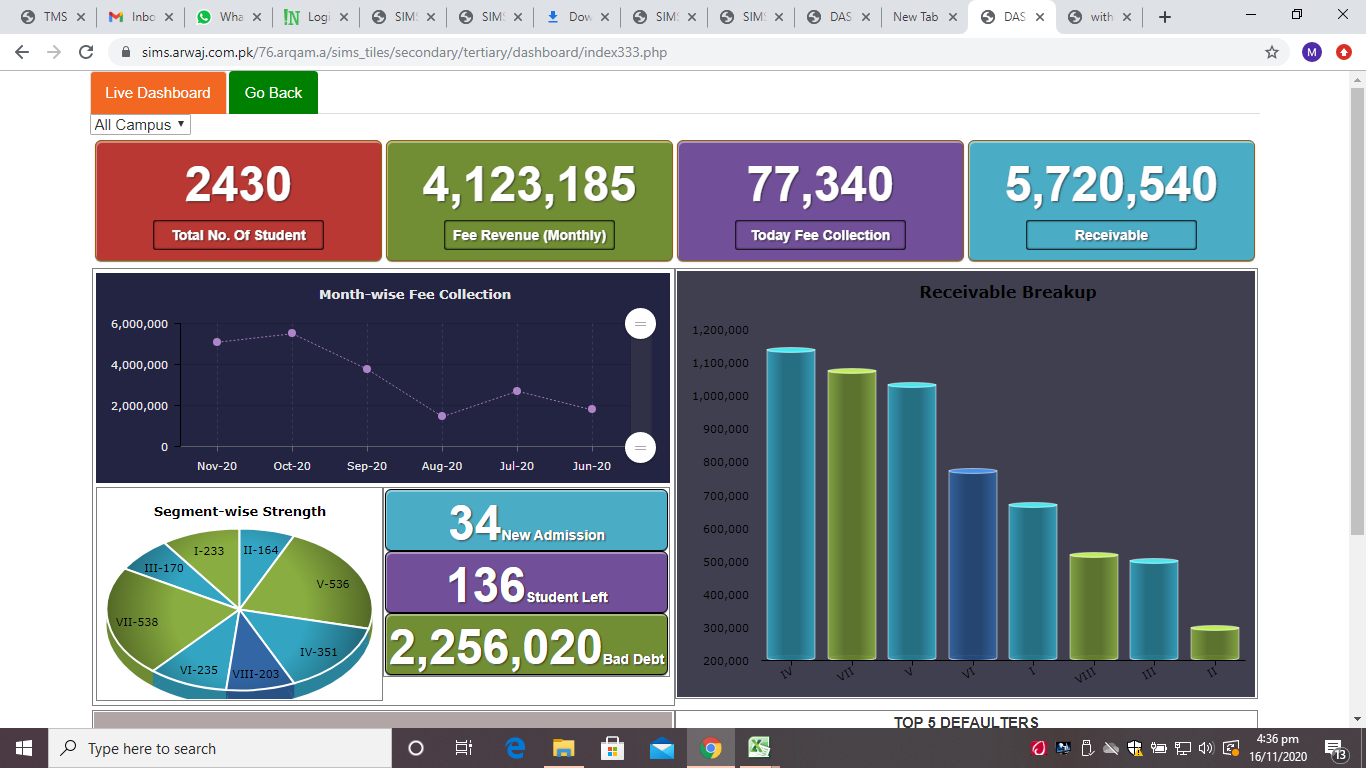 TMS
Inbo
Wha
Logi
SIMS
SIMS
Dow
SIMS
SIMS
DAS
New Tab
DAS
with
sims.arwaj.com.pk/76.arqam.a/sims_tiles/secondary/tertiary/dashboard/index333.php
M
Live Dashboard
Go Back
All Campus
2430
Total No. Of Student
4,123,185
Fee Revenue (Monthly)
77,340
Today Fee Collection
5,720,540
Receivable
Month-wise Fee Collection
6,000,000
4,000,000
2,000,000
0
Nov-20 Oct-20 Sep-20 Aug-20 Jul-20 Jun-20
Segment-wise Strength
I-233
II-164
III-170
V-536
VII-538
IV-351
VI-235
VIII-203
34 New Admission
136 Student Left
2,256,020 Bad Debt
Receivable Breakup
1,200,000
1,100,000
1,000,000
900,000
800,000
700,000
600,000
500,000
400,000
300,000
200,000
IV VII V VI I VIII III II
TOP 5 DEFAULTERS
Type here to search
4:36 pm
16/11/2020
13